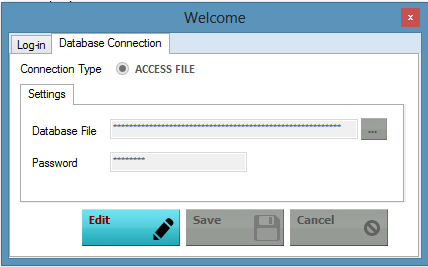 Welcome
x
Log-in Database Connection
Connection Type ACCESS FILE
Settings
Database File ************************************************************ ...
Password ********
Edit Save Cancel